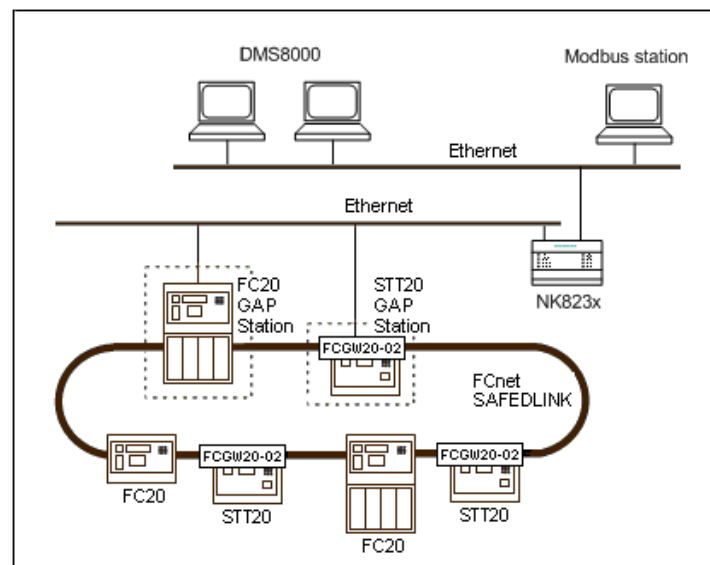 DMS8000
Modbus station
Ethernet
Ethernet
FC20
GAP
Station
STT20
GAP
Station
NK823x
FCGW20-02
FCnet
SAFEDLINK
FCGW20-02
FCGW20-02
FC20
STT20
FC20
STT20